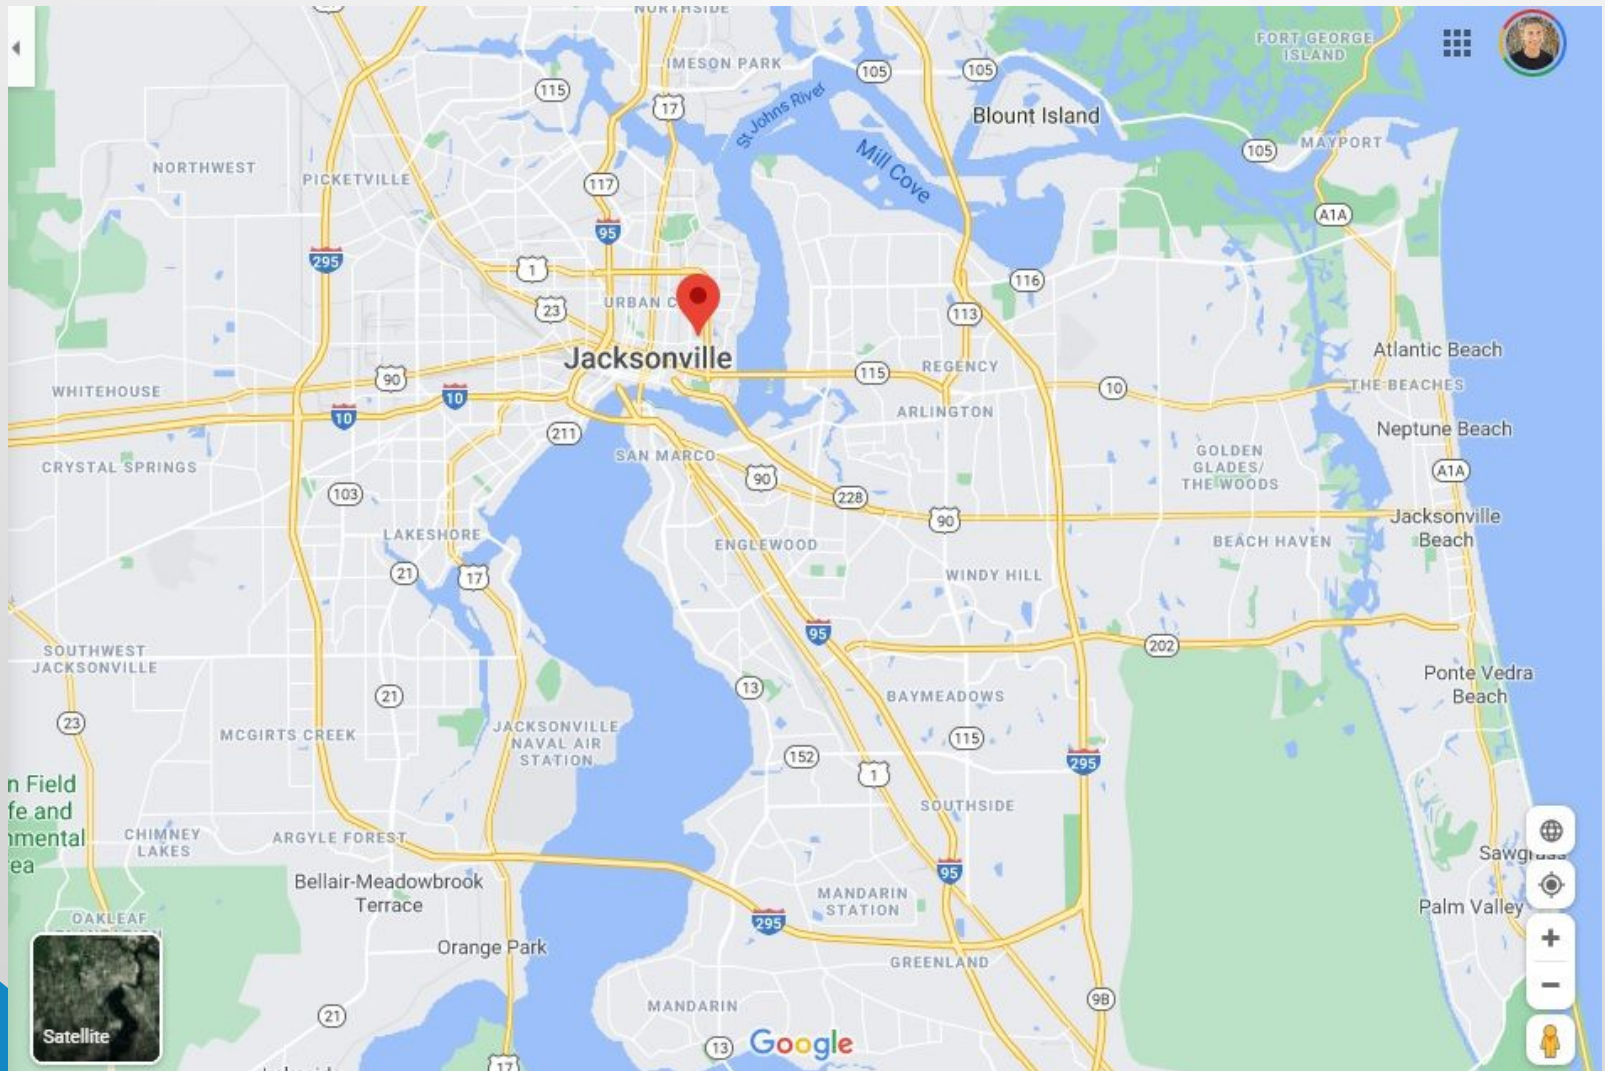 NORTHSIDE
FORT GEORGE
ISLAND
IMESON PARK
105
105
115
17
St Johns River
Blount Island
MAYPORT
105
Mill Cove
NORTHWEST
PICKETVILLE
117
A1A
95
295
1
116
URBAN
23
113
Jacksonville
Atlantic Beach
REGENCY
115
90
10
THE BEACHES
WHITEHOUSE
10
10
ARLINGTON
211
Neptune Beach
SAN MARCO
GOLDEN
GLADES/
THE WOODS
CRYSTAL SPRINGS
A1A
90
103
228
90
Jacksonville
Beach
LAKESHORE
ENGLEWOOD
BEACH HAVEN
21
17
WINDY HILL
95
202
SOUTHWEST
JACKSONVILLE
Ponte Vedra
Beach
13
21
BAYMEADOWS
23
MCGIRTS CREEK
JACKSONVILLE
NAVAL AIR
STATION
115
152
295
1
n Field
fe and
nmental
ea
SOUTHSIDE
CHIMNEY
LAKES
ARGYLE FOREST
Sawgrass
95
Bellair-Meadowbrook
Terrace
MANDARIN
STATION
Palm Valley
OAKLEAF
295
Orange Park
GREENLAND
9B
MANDARIN
21
Satellite
13
Google
17